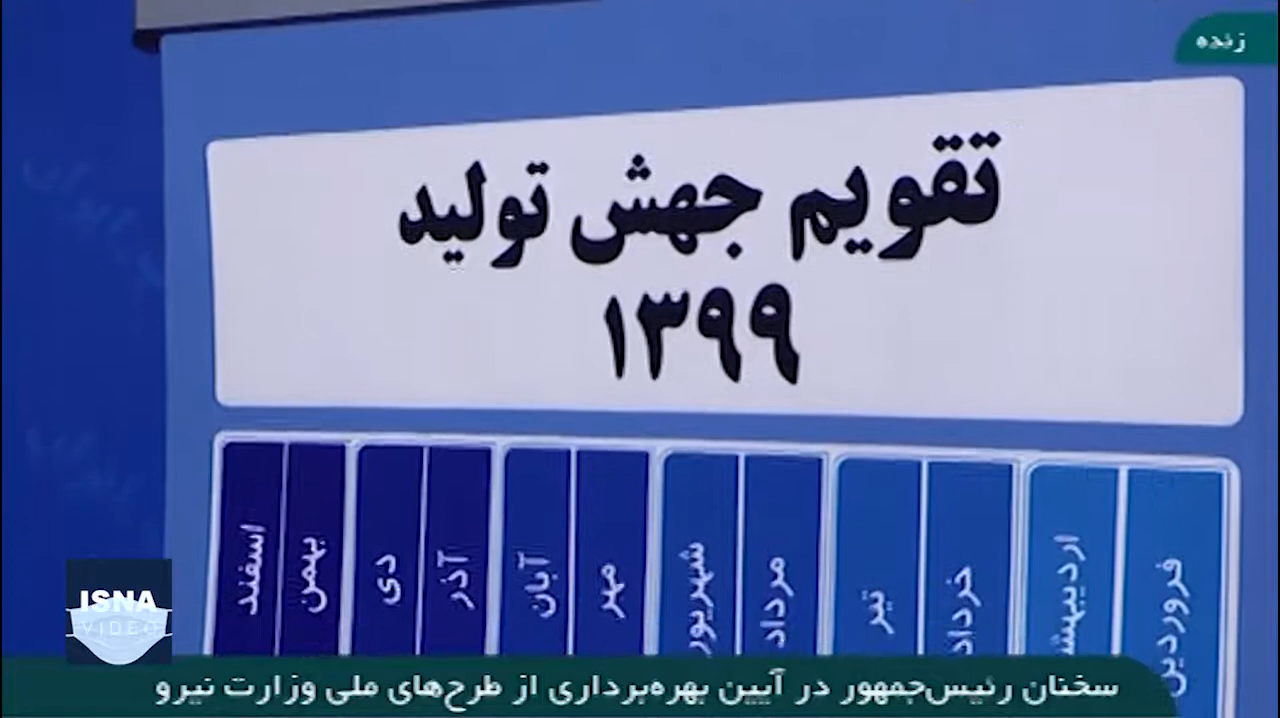 زنده
تقویم جهش تولید
۱۳۹۹
فروردین
اردیبهش
خرداد
تیر
مرداد
شهریور
مهر
آبان
آذر
دی
بهمن
اسفند
ISNA
VIDEO
سخنان رئیس‌جمهور در آیین بهره‌برداری از طرح‌های ملی وزارت نیرو